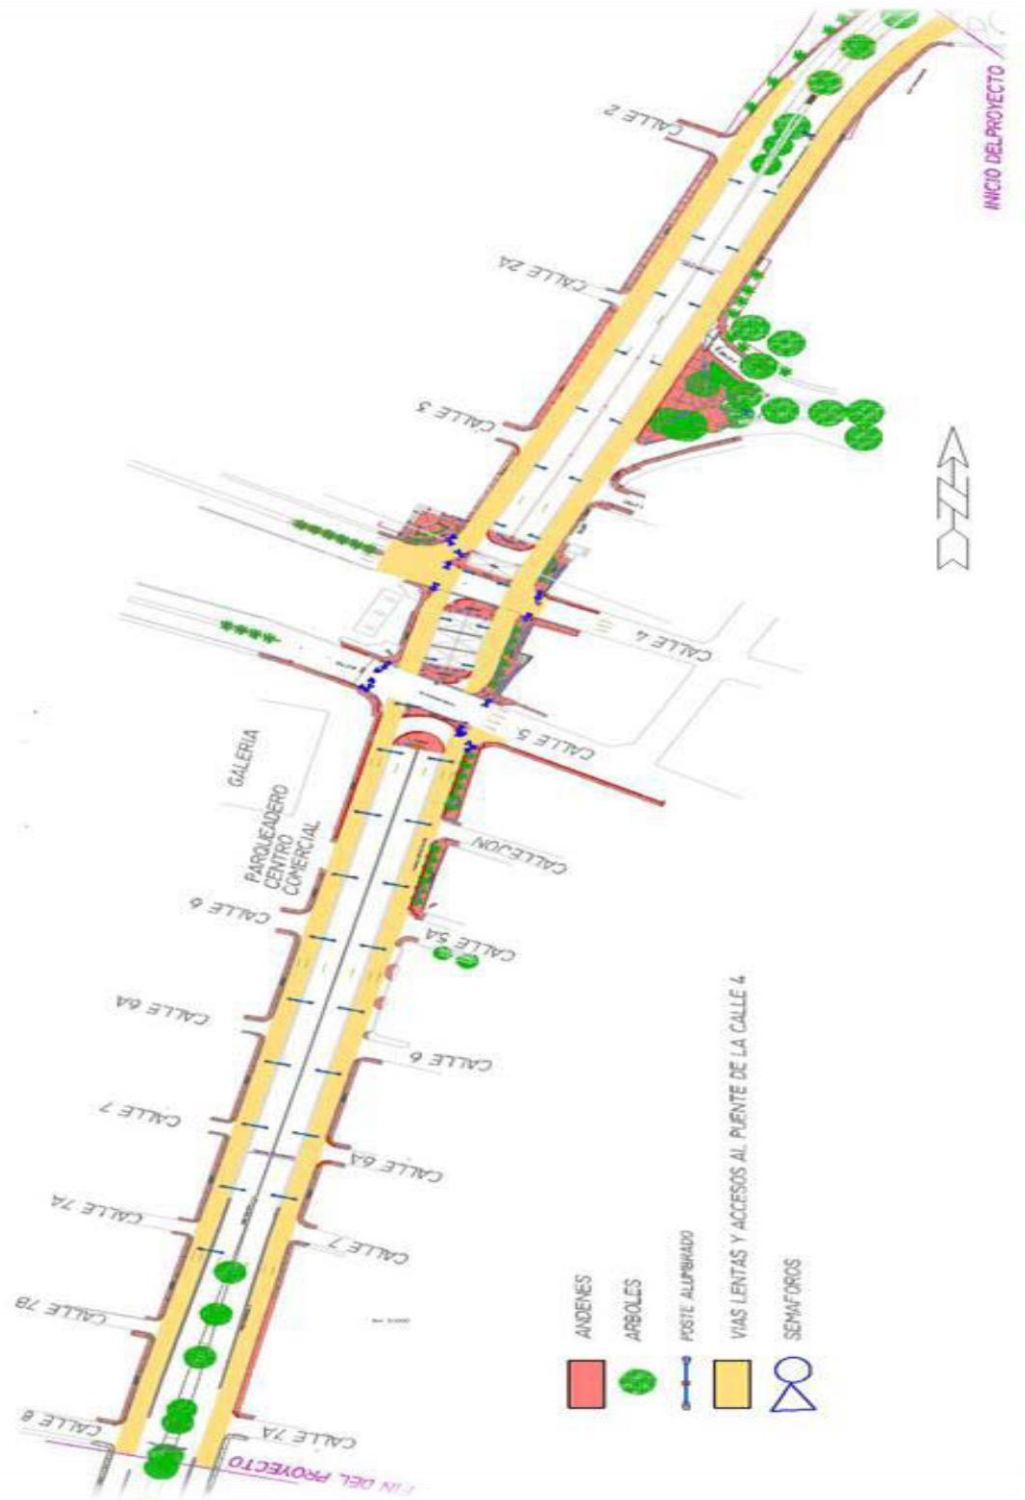 INICIO DELPROYECTO
CALLE 2
CALLE 2A
CALLE 3
CALLE 4
CALLE 5
GALERIA
PARQUEADERO
CENTRO
COMERCIAL
CALLEJON
CALLE 6
CALLE 5A
CALLE 6A
CALLE 6
CALLE 7
CALLE 6A
CALLE 7A
CALLE 7
CALLE 7B
CALLE 8
CALLE 7A
FIN DEL PROYECTO
ANDENES
ARBOLES
POSTE ALUMBRADO
VIAS LENTAS Y ACCESOS AL PUENTE DE LA CALLE 4
SEMAFOROS